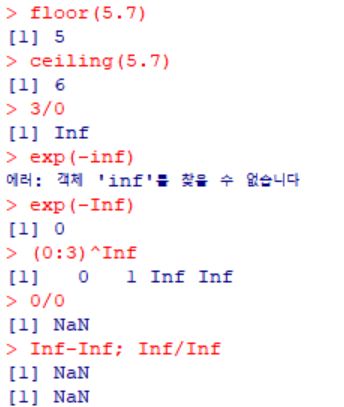 > floor(5.7)
[1] 5
> ceiling(5.7)
[1] 6
> 3/0
[1] Inf
> exp(-inf)
에러: 객체 'inf'를 찾을 수 없습니다
> exp(-Inf)
[1] 0
> (0:3)^Inf
[1]   0   1 Inf Inf
> 0/0
[1] NaN
> Inf-Inf; Inf/Inf
[1] NaN
[1] NaN